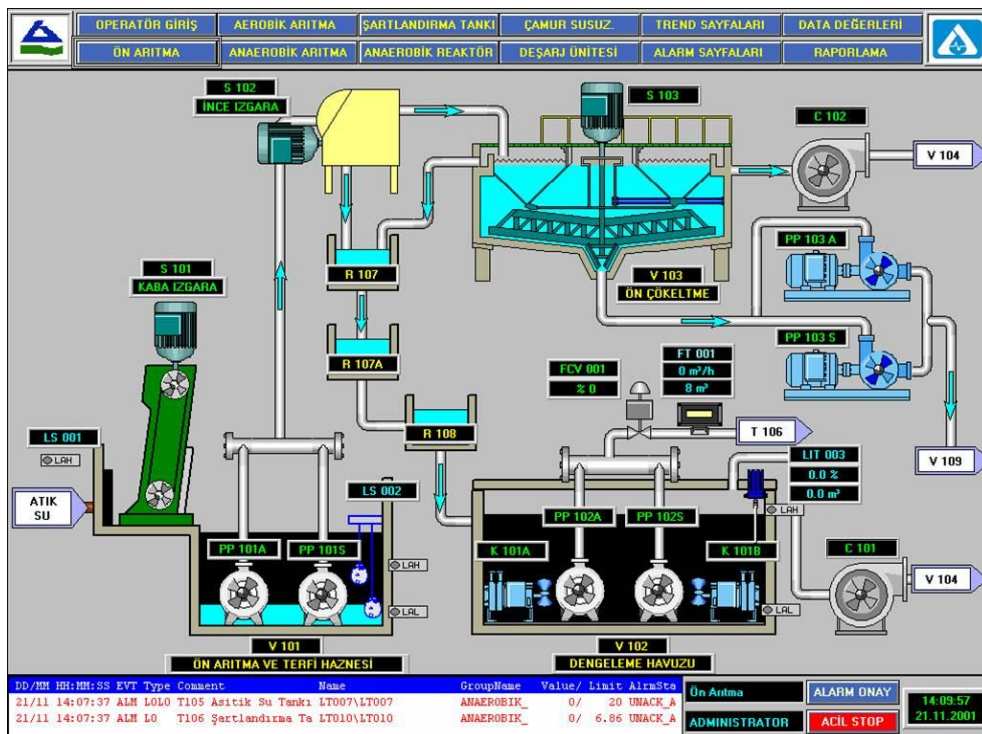 OPERATÖR GİRİŞ AEROBİK ARITMA ŞARTLANDIRMA TANKI ÇAMUR SUSUZ. TREND SAYFALARI DATA DEĞERLERİ
ÖN ARITMA ANAEROBİK ARITMA ANAEROBİK REAKTÖR DEŞARJ ÜNİTESİ ALARM SAYFALARI RAPORLAMA
S 102
İNCE IZGARA
S 103
C 102
V 104
PP 103 A
S 101
KABA IZGARA
R 107
V 103
ÖN ÇÖKELTME
R 107A
PP 103 S
FCV 001
% 0
FT 001
0 m³/h
8 m³
LS 001
LAH
R 108
T 106
LIT 003
0.0 %
0.0 m³
V 109
ATIK
SU
LS 002
LAH
PP 102A
PP 102S
PP 101A
PP 101S
K 101A
K 101B
C 101
LAH
V 104
LAL
LAL
V 101
ÖN ARITMA VE TERFİ HAZNESİ
V 102
DENGELEME HAVUZU
DD/MM HH:MM:SS EVT Type Comment Name GroupName Value/ Limit AlrmSta
21/11 14:07:37 ALM LOLO T105 Asitik Su Tankı LT007\LT007 ANAEROBIK_ 0/ 20 UNACK_A
21/11 14:07:37 ALM LO T106 Şartlandırma Ta LT010\LT010 ANAEROBIK_ 0/ 6.86 UNACK_A
Ön Arıtma
ALARM ONAY
ADMINISTRATOR
ACİL STOP
14:09:57
21.11.2001